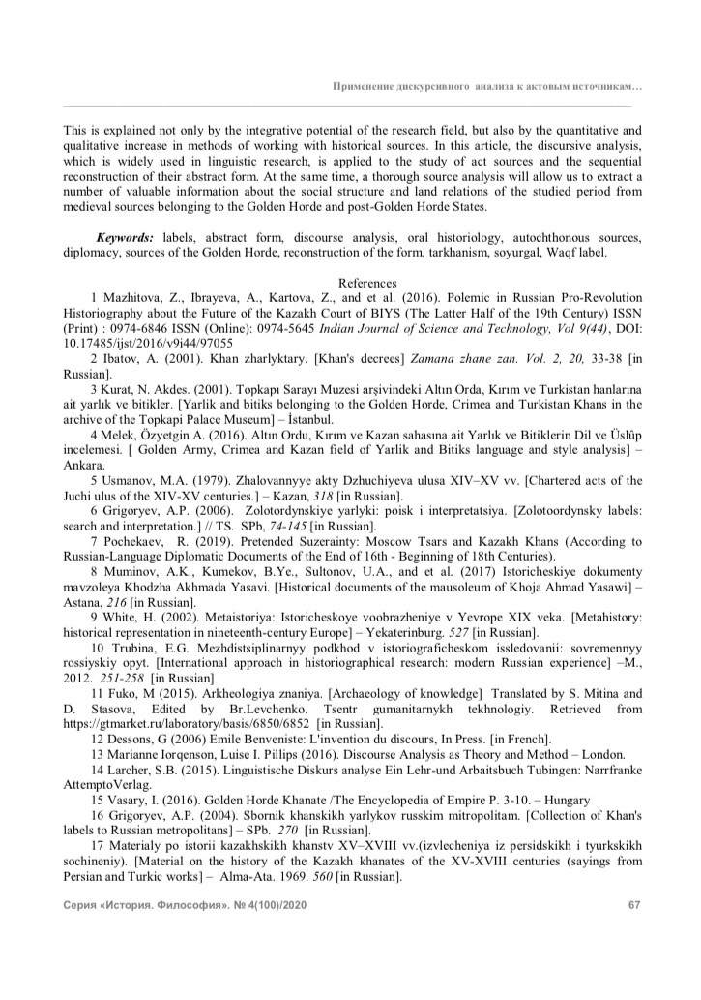 Применение дискурсивного анализа к актовым источникам…
This is explained not only by the integrative potential of the research field, but also by the quantitative and
qualitative increase in methods of working with historical sources. In this article, the discursive analysis,
which is widely used in linguistic research, is applied to the study of act sources and the sequential
reconstruction of their abstract form. At the same time, a thorough source analysis will allow us to extract a
number of valuable information about the social structure and land relations of the studied period from
medieval sources belonging to the Golden Horde and post-Golden Horde States.
Keywords: labels, abstract form, discourse analysis, oral historiology, autochthonous sources,
diplomacy, sources of the Golden Horde, reconstruction of the form, tarkhanism, soyurgal, Waqf label.
References
1 Mazhitova, Z., Ibrayeva, A., Kartova, Z., and et al. (2016). Polemic in Russian Pro-Revolution
Historiography about the Future of the Kazakh Court of BIYS (The Latter Half of the 19th Century) ISSN
(Print) : 0974-6846 ISSN (Online): 0974-5645 Indian Journal of Science and Technology, Vol 9(44), DOI:
10.17485/ijst/2016/v9i44/97055
2 Ibatov, A. (2001). Khan zharlyktary. [Khan's decrees] Zamana zhane zan. Vol. 2, 20, 33-38 [in
Russian].
3 Kurat, N. Akdes. (2001). Topkapı Sarayı Muzesi arşivindeki Altın Orda, Kırım ve Turkistan hanlarına
ait yarlık ve bitikler. [Yarlik and bitiks belonging to the Golden Horde, Crimea and Turkistan Khans in the
archive of the Topkapi Palace Museum] – İstanbul.
4 Melek, Özyetgin A. (2016). Altın Ordu, Kırım ve Kazan sahasına ait Yarlık ve Bitiklerin Dil ve Üslûp
incelemesi. [ Golden Army, Crimea and Kazan field of Yarlik and Bitiks language and style analysis] –
Ankara.
5 Usmanov, M.A. (1979). Zhalovannyye akty Dzhuchiyeva ulusa XIV–XV vv. [Chartered acts of the
Juchi ulus of the XIV-XV centuries.] – Kazan, 318 [in Russian].
6 Grigoryev, A.P. (2006). Zolotordynskiye yarlyki: poisk i interpretatsiya. [Zolotoordynsky labels:
search and interpretation.] // TS. SPb, 74-145 [in Russian].
7 Pochekaev, R. (2019). Pretended Suzerainty: Moscow Tsars and Kazakh Khans (According to
Russian-Language Diplomatic Documents of the End of 16th - Beginning of 18th Centuries).
8 Muminov, A.K., Kumekov, B.Ye., Sultonov, U.A., and et al. (2017) Istoricheskiye dokumenty
mavzoleya Khodzha Akhmada Yasavi. [Historical documents of the mausoleum of Khoja Ahmad Yasawi] –
Astana, 216 [in Russian].
9 White, H. (2002). Metaistoriya: Istoricheskoye voobrazheniye v Yevrope XIX veka. [Metahistory:
historical representation in nineteenth-century Europe] – Yekaterinburg. 527 [in Russian].
10 Trubina, E.G. Mezhdistsiplinarnyy podkhod v istoriograficheskom issledovanii: sovremennyy
rossiyskiy opyt. [International approach in historiographical research: modern Russian experience] –M.,
2012. 251-258 [in Russian]
11 Fuko, M (2015). Arkheologiya znaniya. [Archaeology of knowledge] Translated by S. Mitina and
D. Stasova, Edited by Br.Levchenko. Tsentr gumanitarnykh tekhnologiy. Retrieved from
https://gtmarket.ru/laboratory/basis/6850/6852 [in Russian].
12 Dessons, G (2006) Emile Benveniste: L'invention du discours, In Press. [in French].
13 Marianne Iorqenson, Luise I. Pillips (2016). Discourse Analysis as Theory and Method – London.
14 Larcher, S.B. (2015). Linguistische Diskurs analyse Ein Lehr-und Arbaitsbuch Tubingen: Narrfranke
AttemptoVerlag.
15 Vasary, I. (2016). Golden Horde Khanate /The Encyclopedia of Empire P. 3-10. – Hungary
16 Grigoryev, A.P. (2004). Sbornik khanskikh yarlykov russkim mitropolitam. [Collection of Khan's
labels to Russian metropolitans] – SPb. 270 [in Russian].
17 Materialy po istorii kazakhskikh khanstv XV–XVIII vv.(izvlecheniya iz persidskikh i tyurkskikh
sochineniy). [Material on the history of the Kazakh khanates of the XV-XVIII centuries (sayings from
Persian and Turkic works] – Alma-Ata. 1969. 560 [in Russian].
Серия «История. Философия». № 4(100)/2020 67